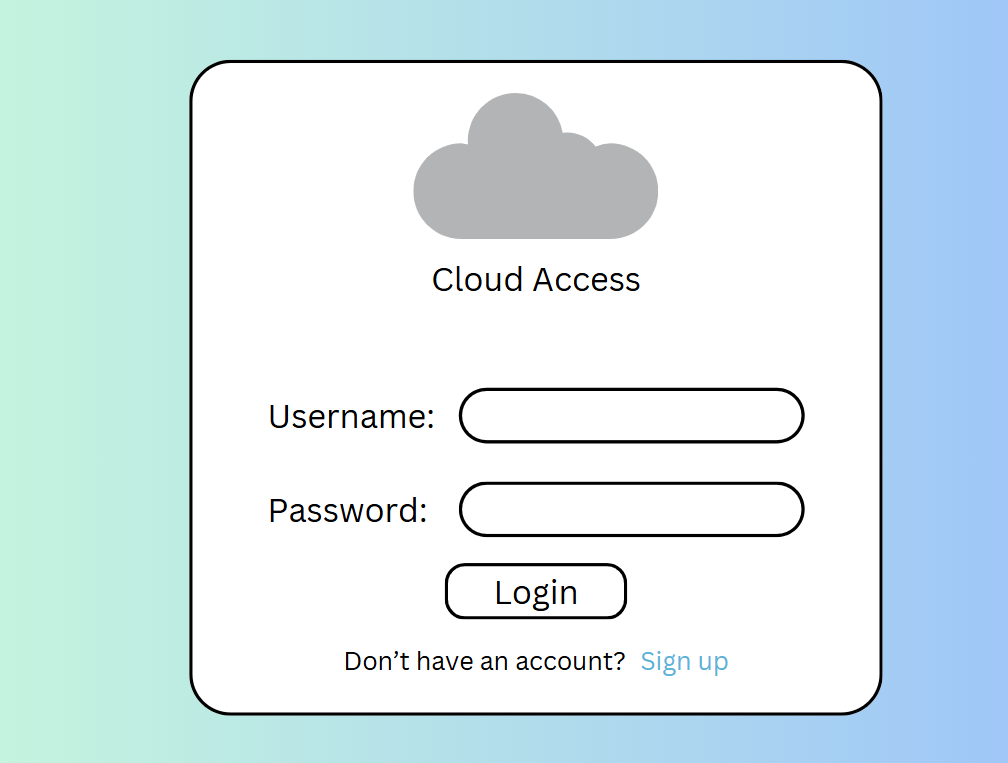 Cloud Access
Username:
Password:
Login
Don’t have an account? Sign up